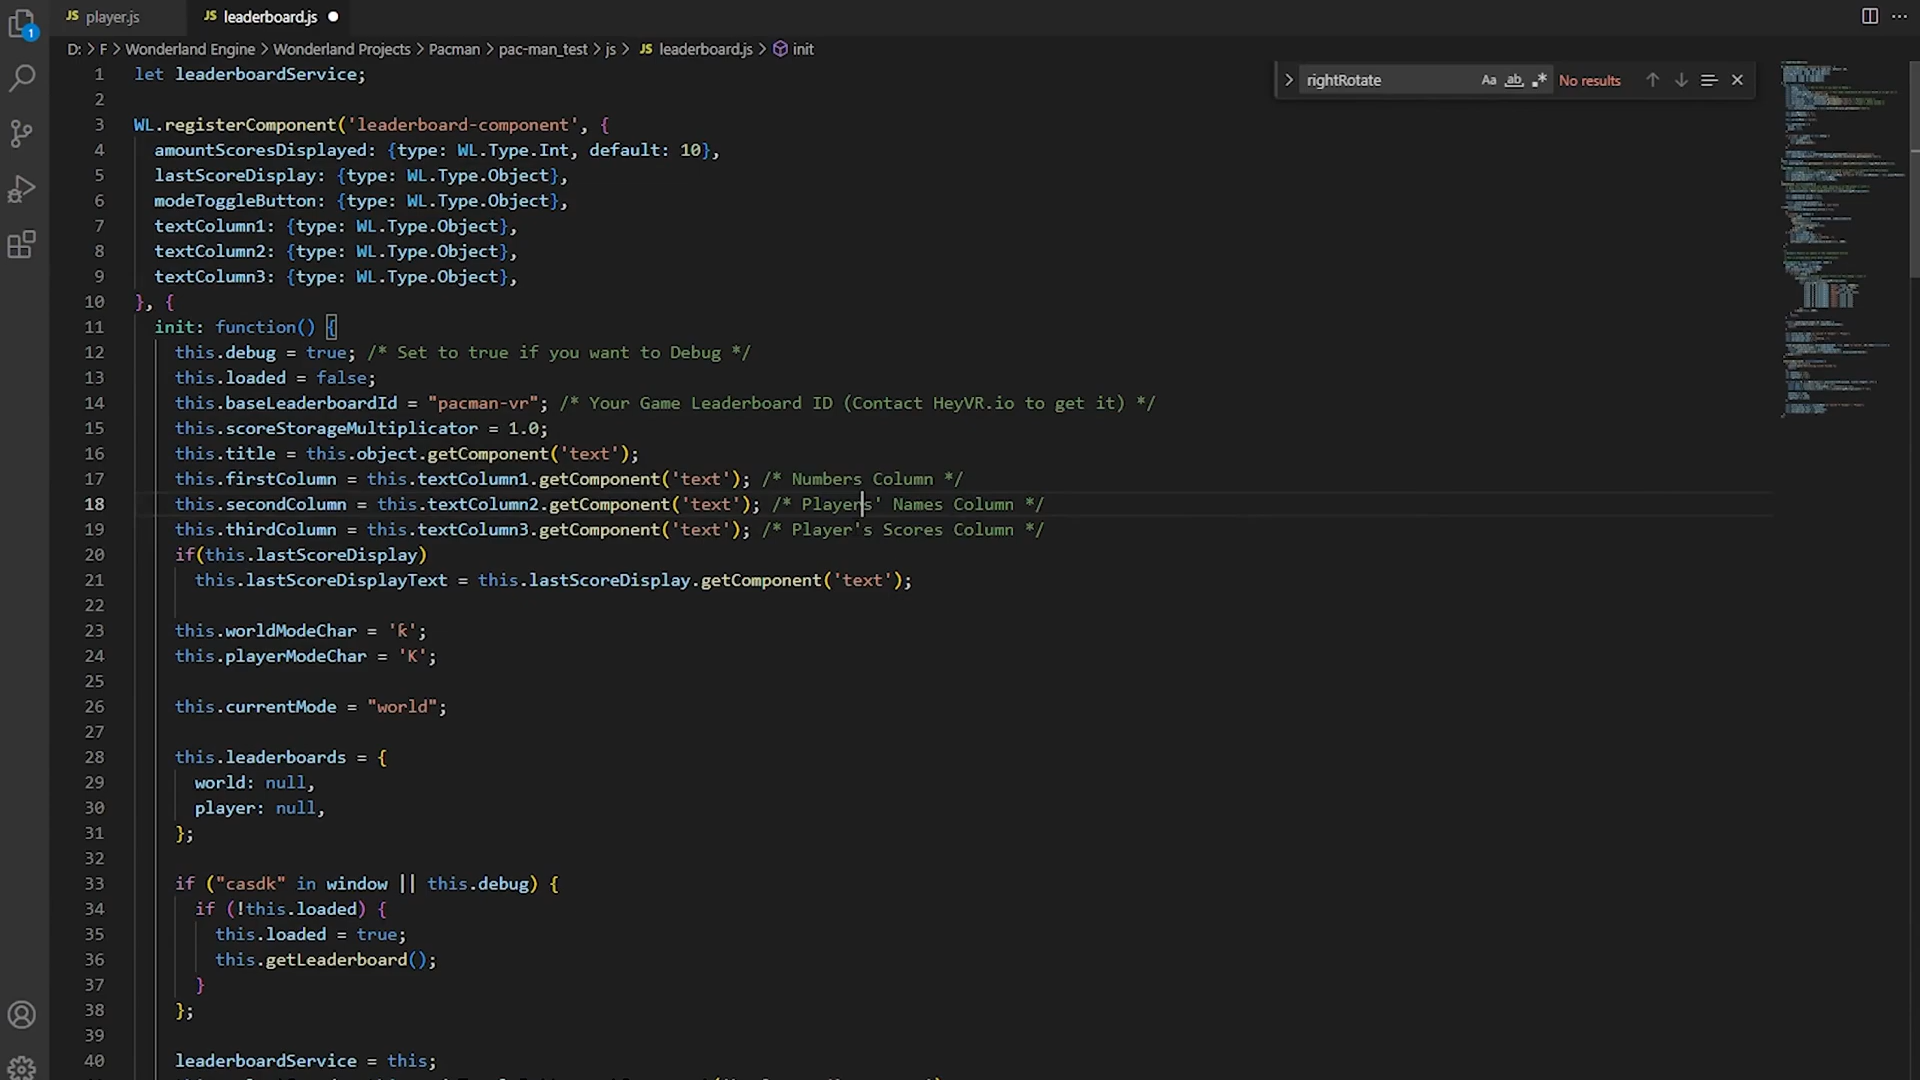 JS player.js JS leaderboard.js
D: > F > Wonderland Engine > Wonderland Projects > Pacman > pac-man_test > js > JS leaderboard.js > init
rightRotate Aa ab .* No results
1
1 let leaderboardService;
2
3 WL.registerComponent('leaderboard-component', {
4 amountScoresDisplayed: {type: WL.Type.Int, default: 10},
5 lastScoreDisplay: {type: WL.Type.Object},
6 modeToggleButton: {type: WL.Type.Object},
7 textColumn1: {type: WL.Type.Object},
8 textColumn2: {type: WL.Type.Object},
9 textColumn3: {type: WL.Type.Object},
10 }, {
11 init: function() {
12 this.debug = true; /* Set to true if you want to Debug */
13 this.loaded = false;
14 this.baseLeaderboardId = "pacman-vr"; /* Your Game Leaderboard ID (Contact HeyVR.io to get it) */
15 this.scoreStorageMultiplicator = 1.0;
16 this.title = this.object.getComponent('text');
17 this.firstColumn = this.textColumn1.getComponent('text'); /* Numbers Column */
18 this.secondColumn = this.textColumn2.getComponent('text'); /* Players' Names Column */
19 this.thirdColumn = this.textColumn3.getComponent('text'); /* Player's Scores Column */
20 if(this.lastScoreDisplay)
21 this.lastScoreDisplayText = this.lastScoreDisplay.getComponent('text');
22
23 this.worldModeChar = 'ƙ';
24 this.playerModeChar = 'K';
25
26 this.currentMode = "world";
27
28 this.leaderboards = {
29 world: null,
30 player: null,
31 };
32
33 if ("casdk" in window || this.debug) {
34 if (!this.loaded) {
35 this.loaded = true;
36 this.getLeaderboard();
37 }
38 };
39
40 leaderboardService = this;